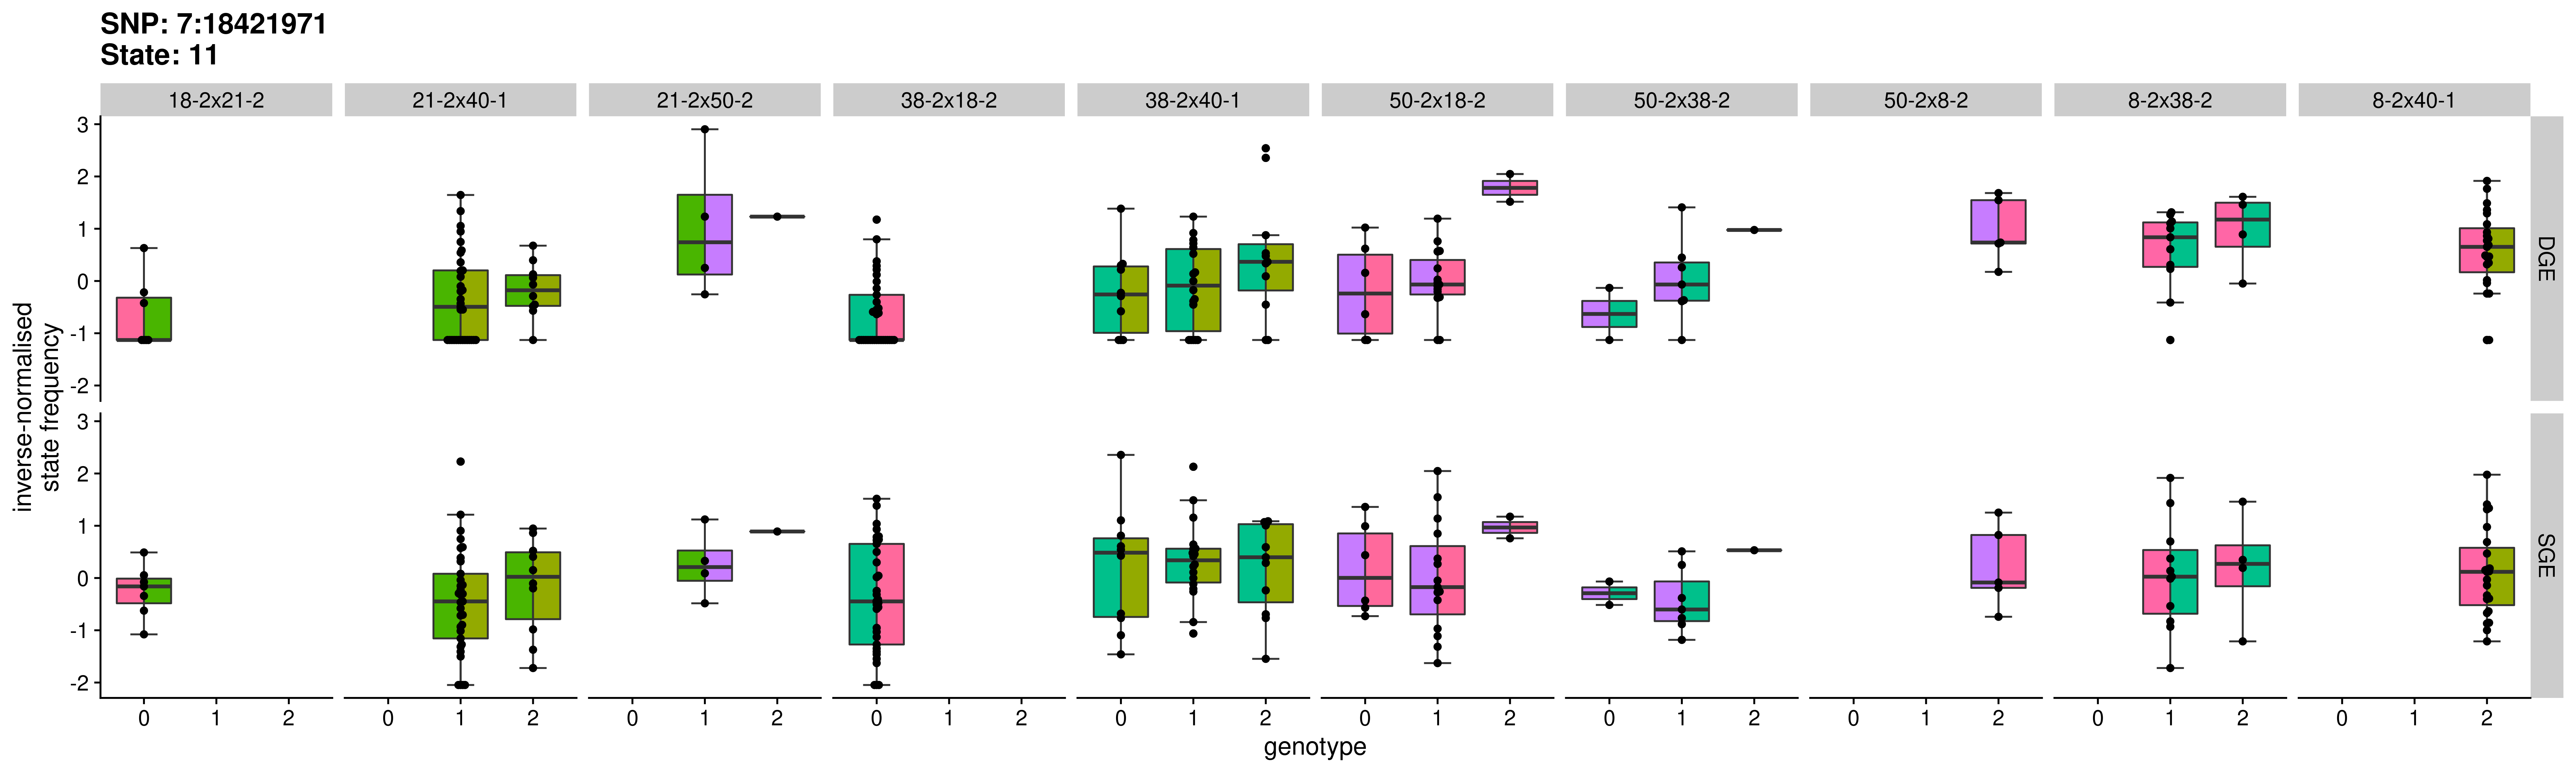 SNP: 7:18421971
State: 11
18-2x21-2 21-2x40-1 21-2x50-2 38-2x18-2 38-2x40-1 50-2x18-2 50-2x38-2 50-2x8-2 8-2x38-2 8-2x40-1
inverse-normalised
state frequency
3
2
1
0
-1
-2
DGE
3
2
1
0
-1
-2
SGE
0 1 2 0 1 2 0 1 2 0 1 2 0 1 2 0 1 2 0 1 2 0 1 2 0 1 2 0 1 2
genotype